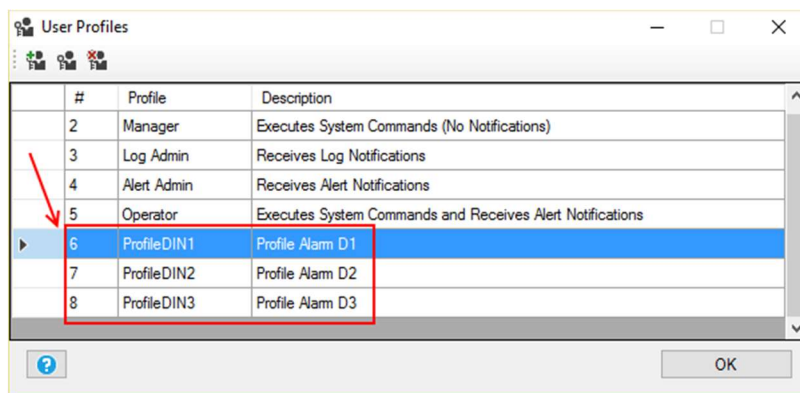 User Profiles
# Profile Description
2 Manager Executes System Commands (No Notifications)
3 Log Admin Receives Log Notifications
4 Alert Admin Receives Alert Notifications
5 Operator Executes System Commands and Receives Alert Notifications
6 ProfileDIN1 Profile Alarm D1
7 ProfileDIN2 Profile Alarm D2
8 ProfileDIN3 Profile Alarm D3
? OK